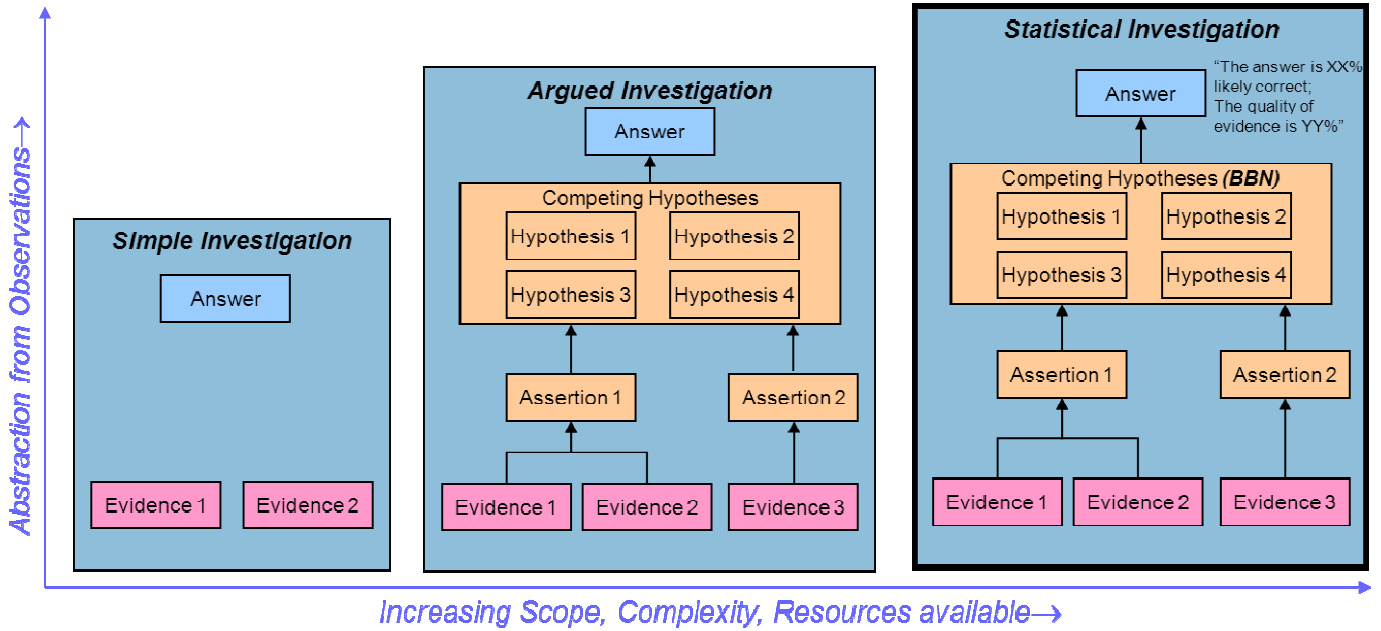 Abstraction from Observations→
Simple Investigation
Answer
Evidence 1
Evidence 2
Argued Investigation
Answer
Competing Hypotheses
Hypothesis 1
Hypothesis 2
Hypothesis 3
Hypothesis 4
Assertion 1
Assertion 2
Evidence 1
Evidence 2
Evidence 3
Statistical Investigation
Answer
“The answer is XX%
likely correct;
The quality of
evidence is YY%”
Competing Hypotheses (BBN)
Hypothesis 1
Hypothesis 2
Hypothesis 3
Hypothesis 4
Assertion 1
Assertion 2
Evidence 1
Evidence 2
Evidence 3
Increasing Scope, Complexity, Resources available→